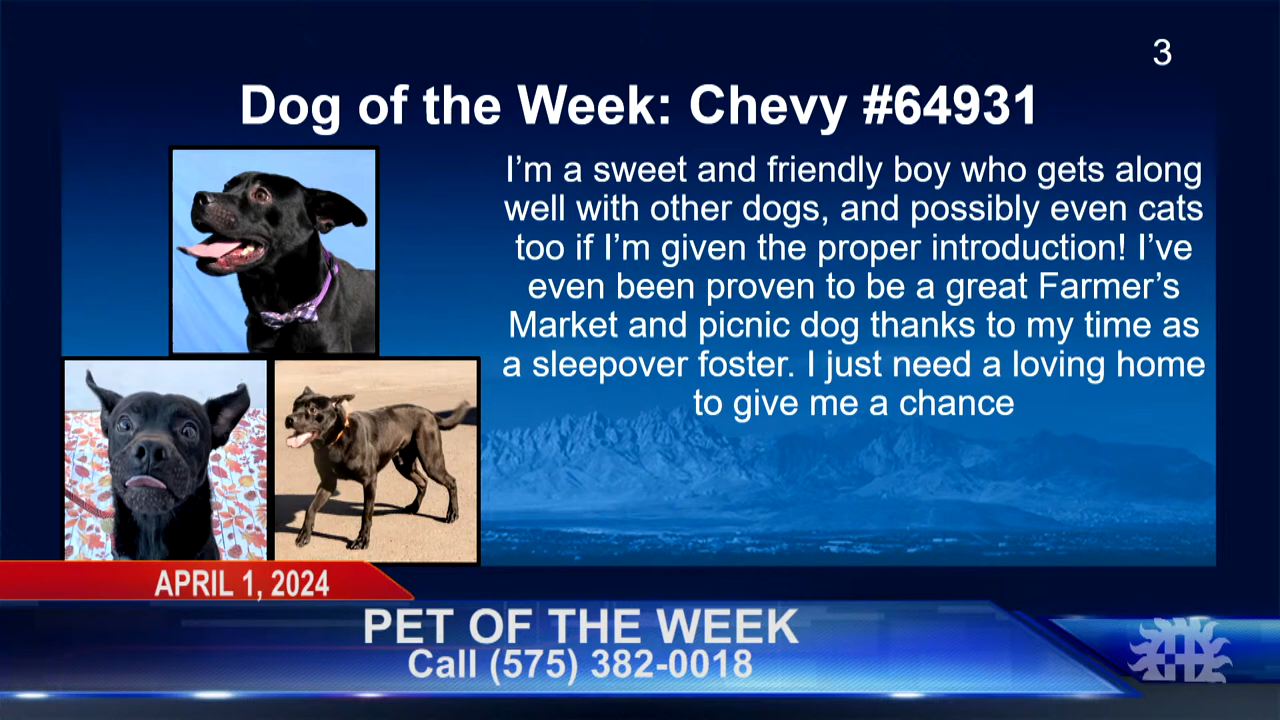 3
Dog of the Week: Chevy #64931
I’m a sweet and friendly boy who gets along
well with other dogs, and possibly even cats
too if I’m given the proper introduction! I’ve
even been proven to be a great Farmer’s
Market and picnic dog thanks to my time as
a sleepover foster. I just need a loving home
to give me a chance
APRIL 1, 2024
PET OF THE WEEK
Call (575) 382-0018